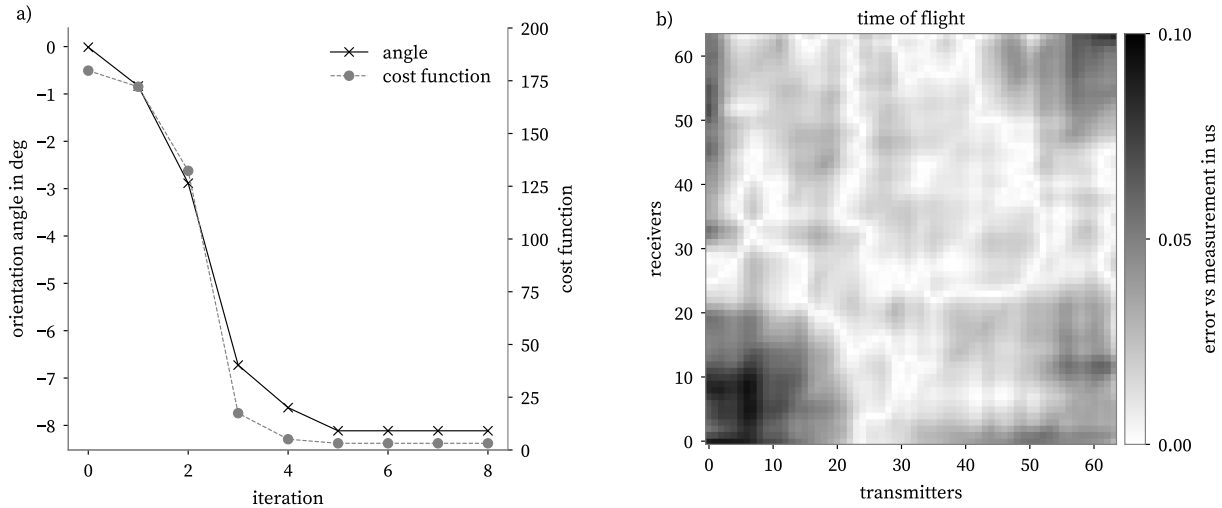 a)
0
−1
−2
−3
−4
−5
−6
−7
−8
orientation angle in deg
angle
cost function
200
175
150
125
100
75
50
25
0
cost function
0 2 4 6 8
iteration
b)
time of flight
60
50
40
30
20
10
0
receivers
0 10 20 30 40 50 60
transmitters
0.10
0.05
0.00
error vs measurement in us